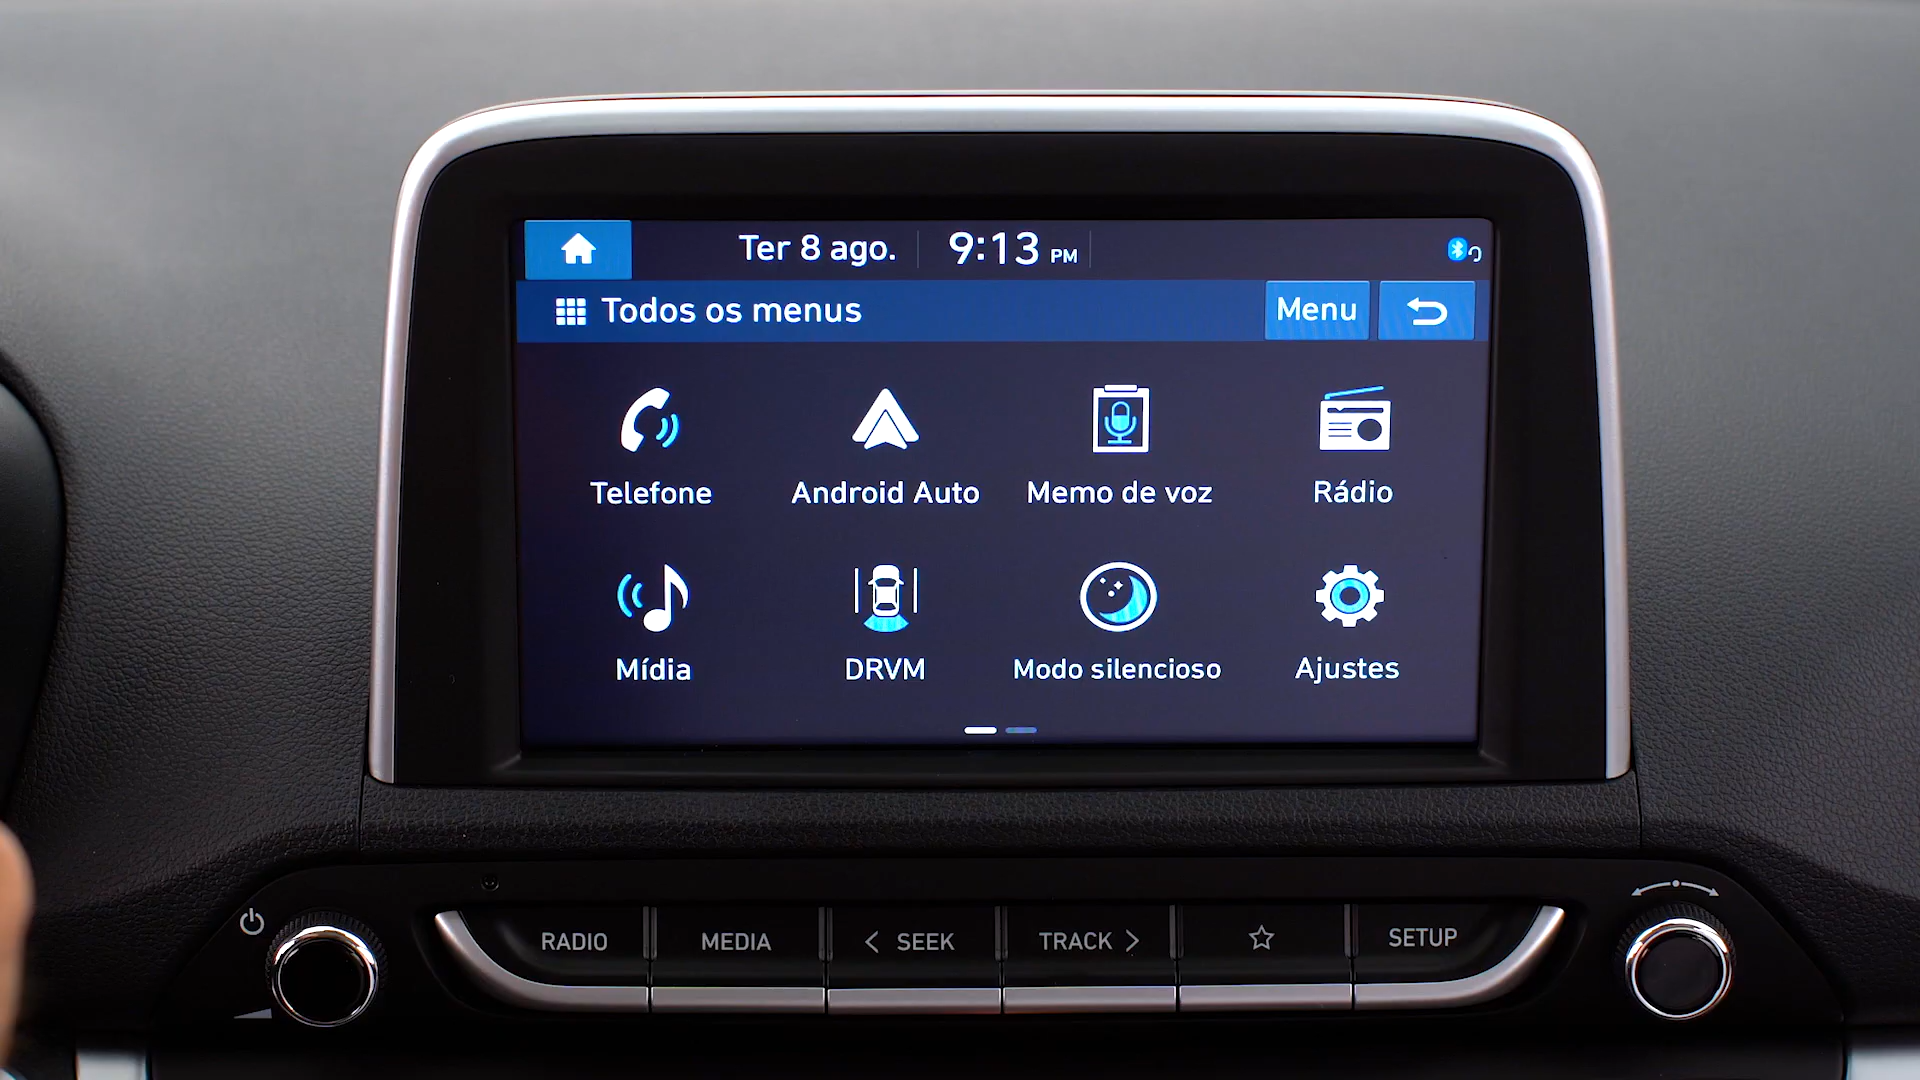 Ter 8 ago. 9:13 PM
Todos os menus Menu
Telefone Android Auto Memo de voz Rádio
Mídia DRVM Modo silencioso Ajustes
RADIO MEDIA < SEEK TRACK > SETUP